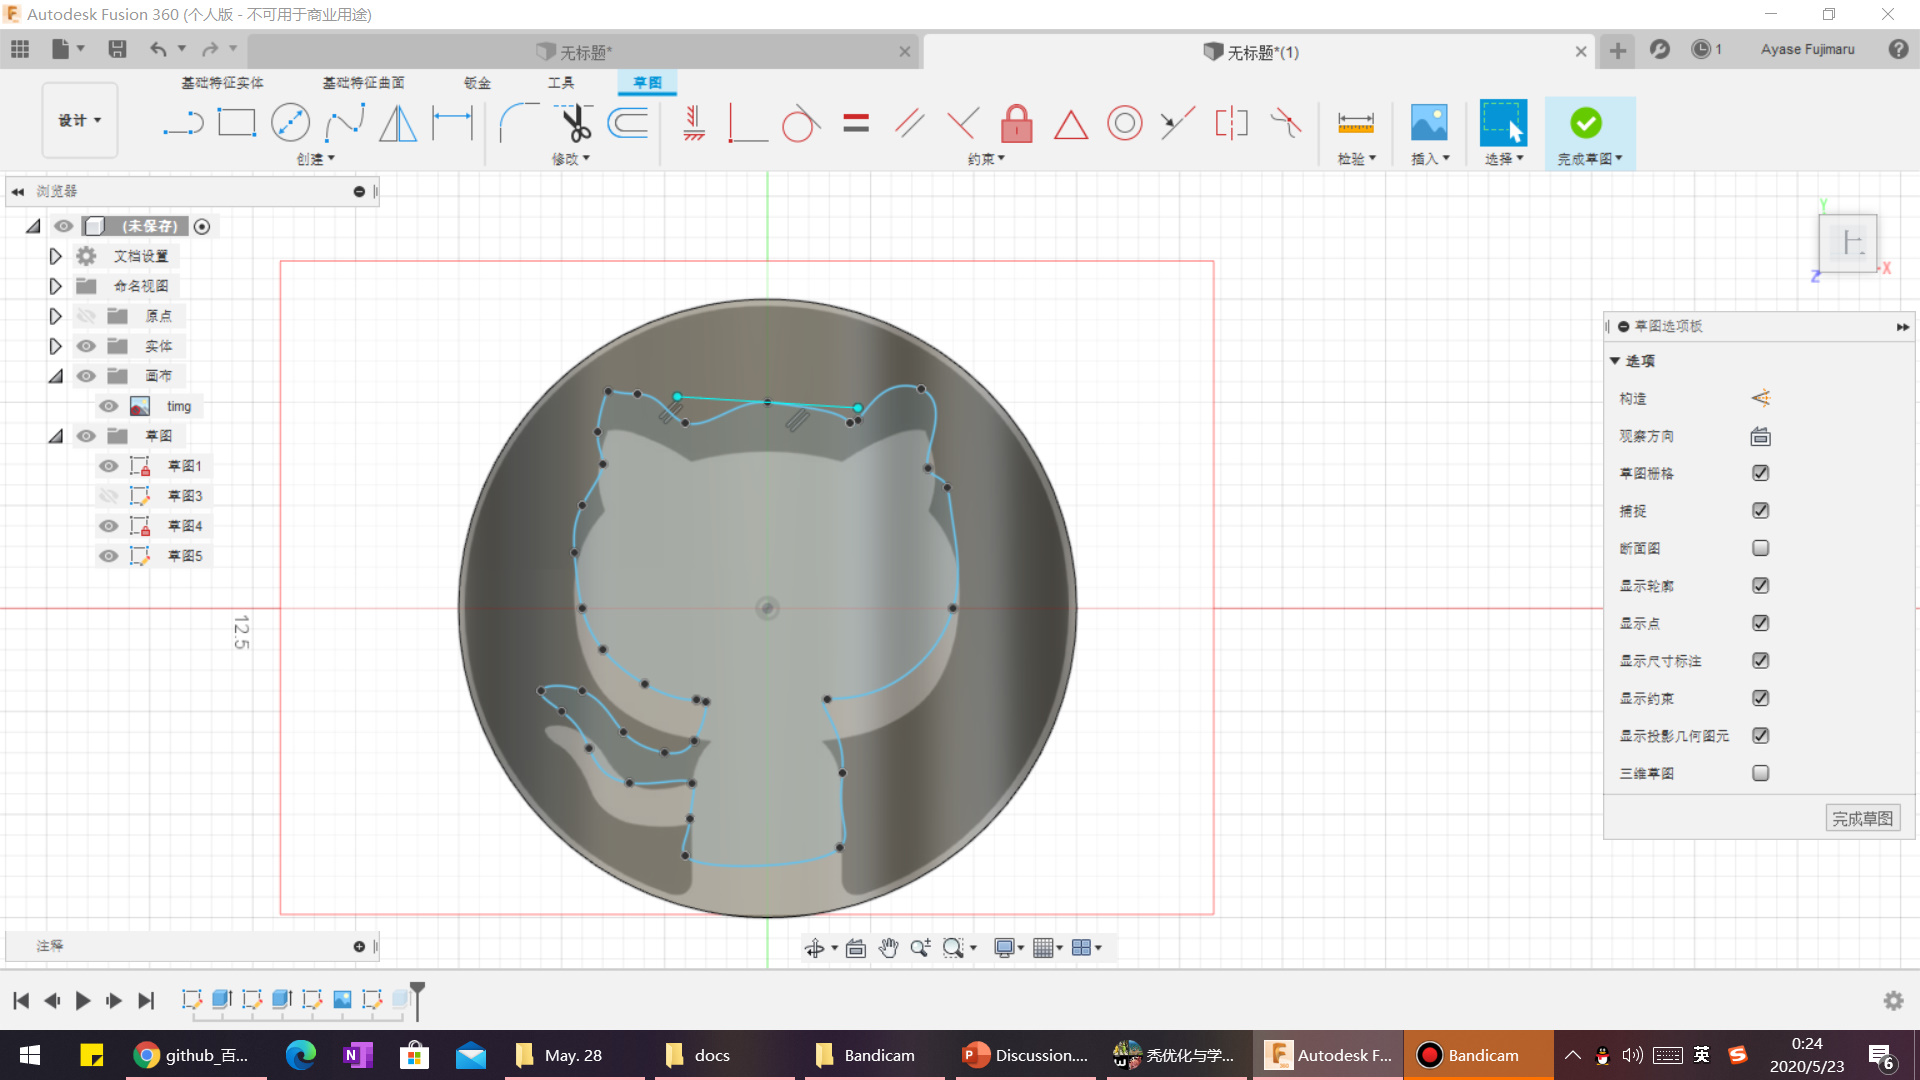 Autodesk Fusion 360 (个人版 - 不可用于商业用途)
无标题*
无标题*(1)
1
Ayase Fujimaru
基础特征实体
基础特征曲面
钣金
工具
草图
设计
创建
修改
约束
检验
插入
选择
完成草图
浏览器
(未保存)
文档设置
命名视图
原点
实体
画布
timg
草图
草图1
草图3
草图4
草图5
12.5
Y
上
Z
X
草图选项板
选项
构造
观察方向
草图栅格
捕捉
断面图
显示轮廓
显示点
显示尺寸标注
显示约束
显示投影几何图元
三维草图
完成草图
注释
github_百...
May. 28
docs
Bandicam
Discussion....
秃优化与学...
Autodesk F...
Bandicam
英
0:24
2020/5/23
6